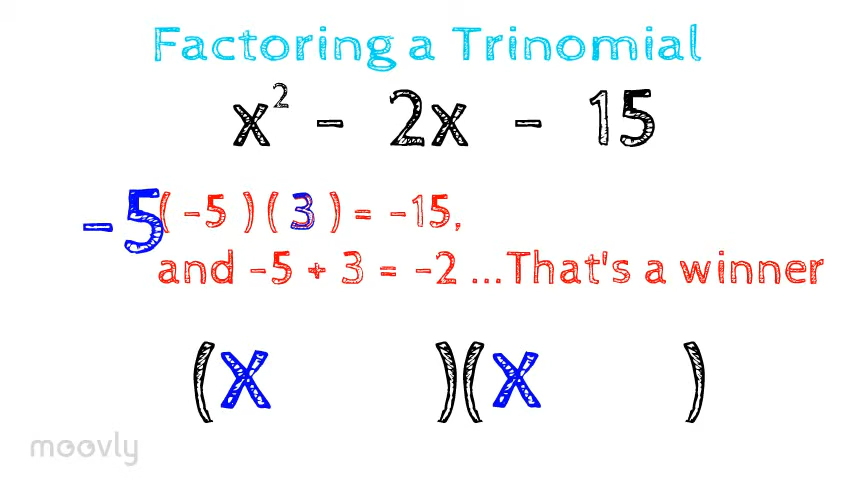 Factoring a Trinomial
x² - 2x - 15
-5 ( -5 ) ( 3 ) = -15,
and -5 + 3 = -2 ...That's a winner
(x )(x )
moovly